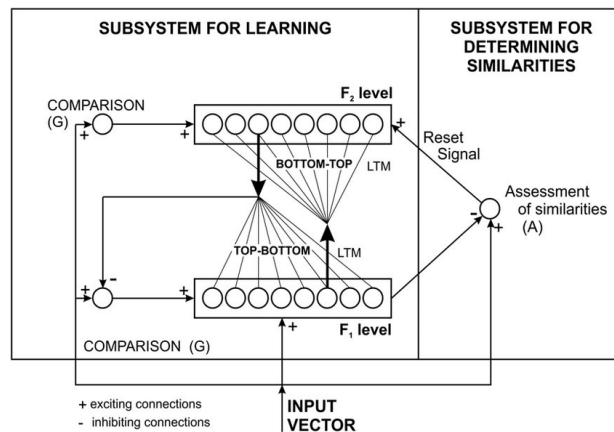 SUBSYSTEM FOR LEARNING
SUBSYSTEM FOR
DETERMINING
SIMILARITIES
F2 level
COMPARISON
(G)
+
+
+
BOTTOM-TOP
LTM
Reset
Signal
Assessment
of similarities
(A)
-
+
TOP-BOTTOM
LTM
-
+
+
F1 level
+
COMPARISON (G)
+ exciting connections
- inhibiting connections
INPUT
VECTOR